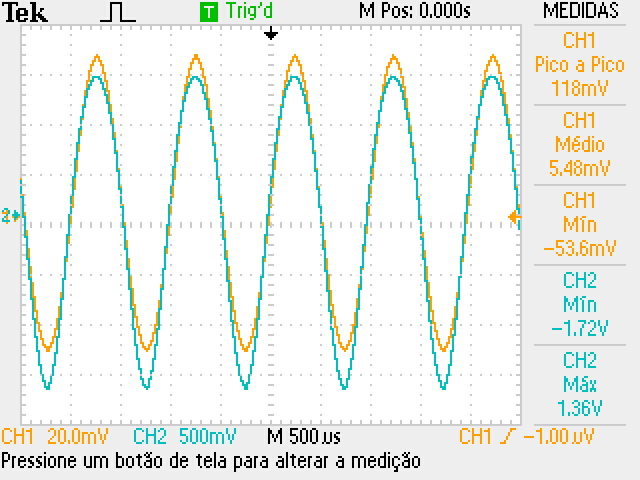 Tek T Trig'd M Pos: 0.000s MEDIDAS
CH1
Pico a Pico
118mV
CH1
Médio
5.48mV
CH1
Mín
-53.6mV
CH2
Mín
-1.72V
CH2
Máx
1.36V
2
CH1 20.0mV CH2 500mV M 500µs CH1 -1.00µV
Pressione um botão de tela para alterar a medição